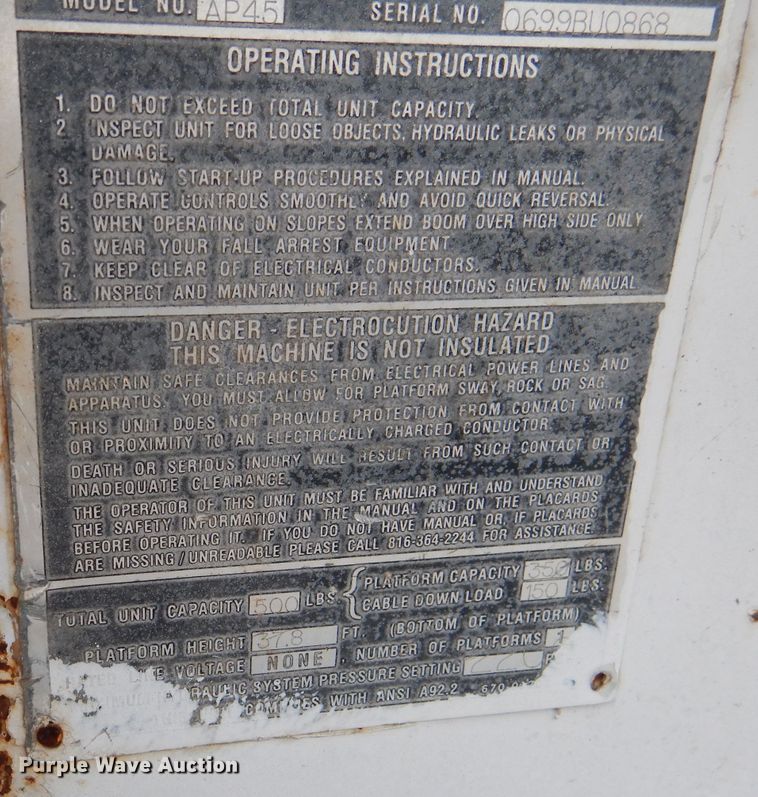 MODEL NO. AP45 SERIAL NO. 0699BU0868
OPERATING INSTRUCTIONS
1. DO NOT EXCEED TOTAL UNIT CAPACITY.
2 INSPECT UNIT FOR LOOSE OBJECTS, HYDRAULIC LEAKS OR PHYSICAL
DAMAGE.
3. FOLLOW START-UP PROCEDURES EXPLAINED IN MANUAL.
4. OPERATE CONTROLS SMOOTHLY AND AVOID QUICK REVERSAL.
5. WHEN OPERATING ON SLOPES EXTEND BOOM OVER HIGH SIDE ONLY
6. WEAR YOUR FALL ARREST EQUIPMENT
7. KEEP CLEAR OF ELECTRICAL CONDUCTORS.
8. INSPECT AND MAINTAIN UNIT PER INSTRUCTIONS GIVEN IN MANUAL
DANGER - ELECTROCUTION HAZARD
THIS MACHINE IS NOT INSULATED
MAINTAIN SAFE CLEARANCES FROM ELECTRICAL POWER LINES AND
APPARATUS. YOU MUST ALLOW FOR PLATFORM SWAY, ROCK OR SAG.
THIS UNIT DOES NOT PROVIDE PROTECTION FROM CONTACT WITH
OR PROXIMITY TO AN ELECTRICALLY CHARGED CONDUCTOR.
DEATH OR SERIOUS INJURY WILL RESULT FROM SUCH CONTACT OR
INADEQUATE CLEARANCE.
THE OPERATOR OF THIS UNIT MUST BE FAMILIAR WITH AND UNDERSTAND
THE SAFETY INFORMATION IN THE MANUAL AND ON THE PLACARDS
BEFORE OPERATING IT. IF YOU DO NOT HAVE MANUAL OR, IF PLACARDS
ARE MISSING/UNREADABLE PLEASE CALL 816-364-2244 FOR ASSISTANCE.
TOTAL UNIT CAPACITY 500 LBS. { PLATFORM CAPACITY 350 LBS.
CABLE DOWN LOAD 150 LBS.
PLATFORM HEIGHT 37.8 FT. (BOTTOM OF PLATFORM)
LINE VOLTAGE NONE, NUMBER OF PLATFORMS 1
SYSTEM PRESSURE SETTING
WITH ANSI A92.2
Purple Wave Auction